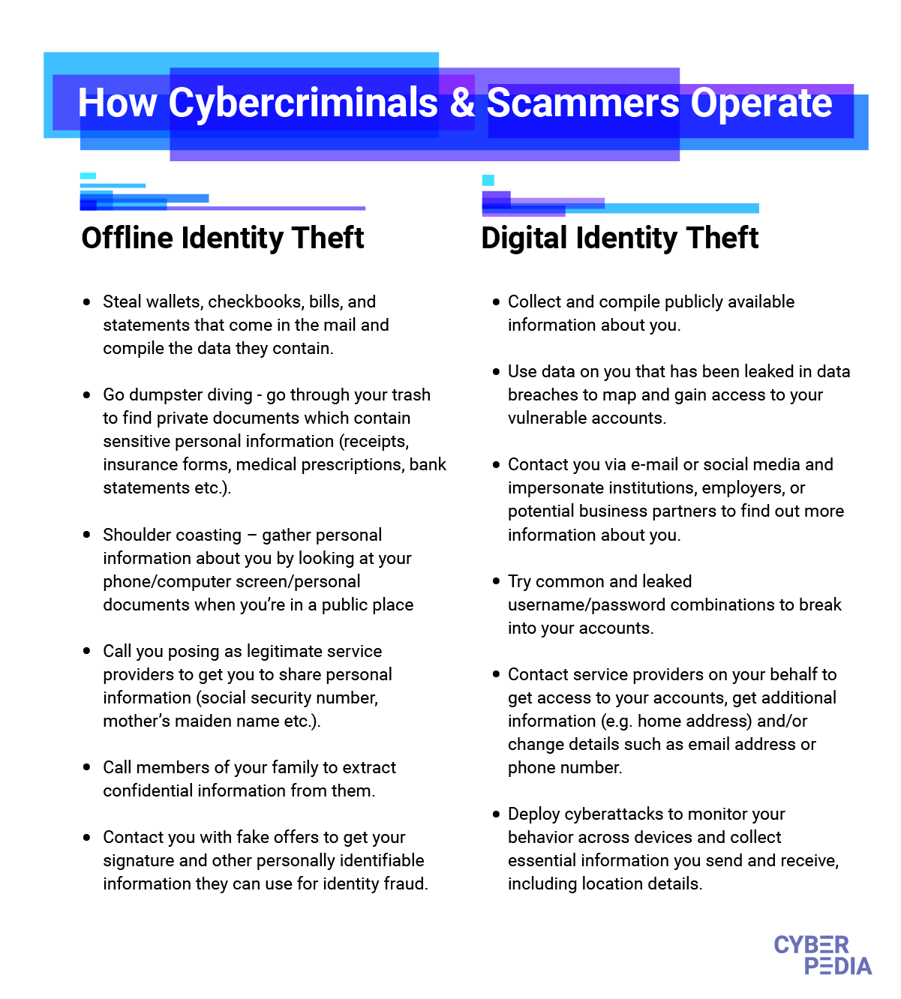 How Cybercriminals & Scammers Operate
Offline Identity Theft
• Steal wallets, checkbooks, bills, and
statements that come in the mail and
compile the data they contain.
• Go dumpster diving - go through your trash
to find private documents which contain
sensitive personal information (receipts,
insurance forms, medical prescriptions, bank
statements etc.).
• Shoulder coasting – gather personal
information about you by looking at your
phone/computer screen/personal
documents when you’re in a public place
• Call you posing as legitimate service
providers to get you to share personal
information (social security number,
mother’s maiden name etc.).
• Call members of your family to extract
confidential information from them.
• Contact you with fake offers to get your
signature and other personally identifiable
information they can use for identity fraud.
Digital Identity Theft
• Collect and compile publicly available
information about you.
• Use data on you that has been leaked in data
breaches to map and gain access to your
vulnerable accounts.
• Contact you via e-mail or social media and
impersonate institutions, employers, or
potential business partners to find out more
information about you.
• Try common and leaked
username/password combinations to break
into your accounts.
• Contact service providers on your behalf to
get access to your accounts, get additional
information (e.g. home address) and/or
change details such as email address or
phone number.
• Deploy cyberattacks to monitor your
behavior across devices and collect
essential information you send and receive,
including location details.
CYBER
PEDIA